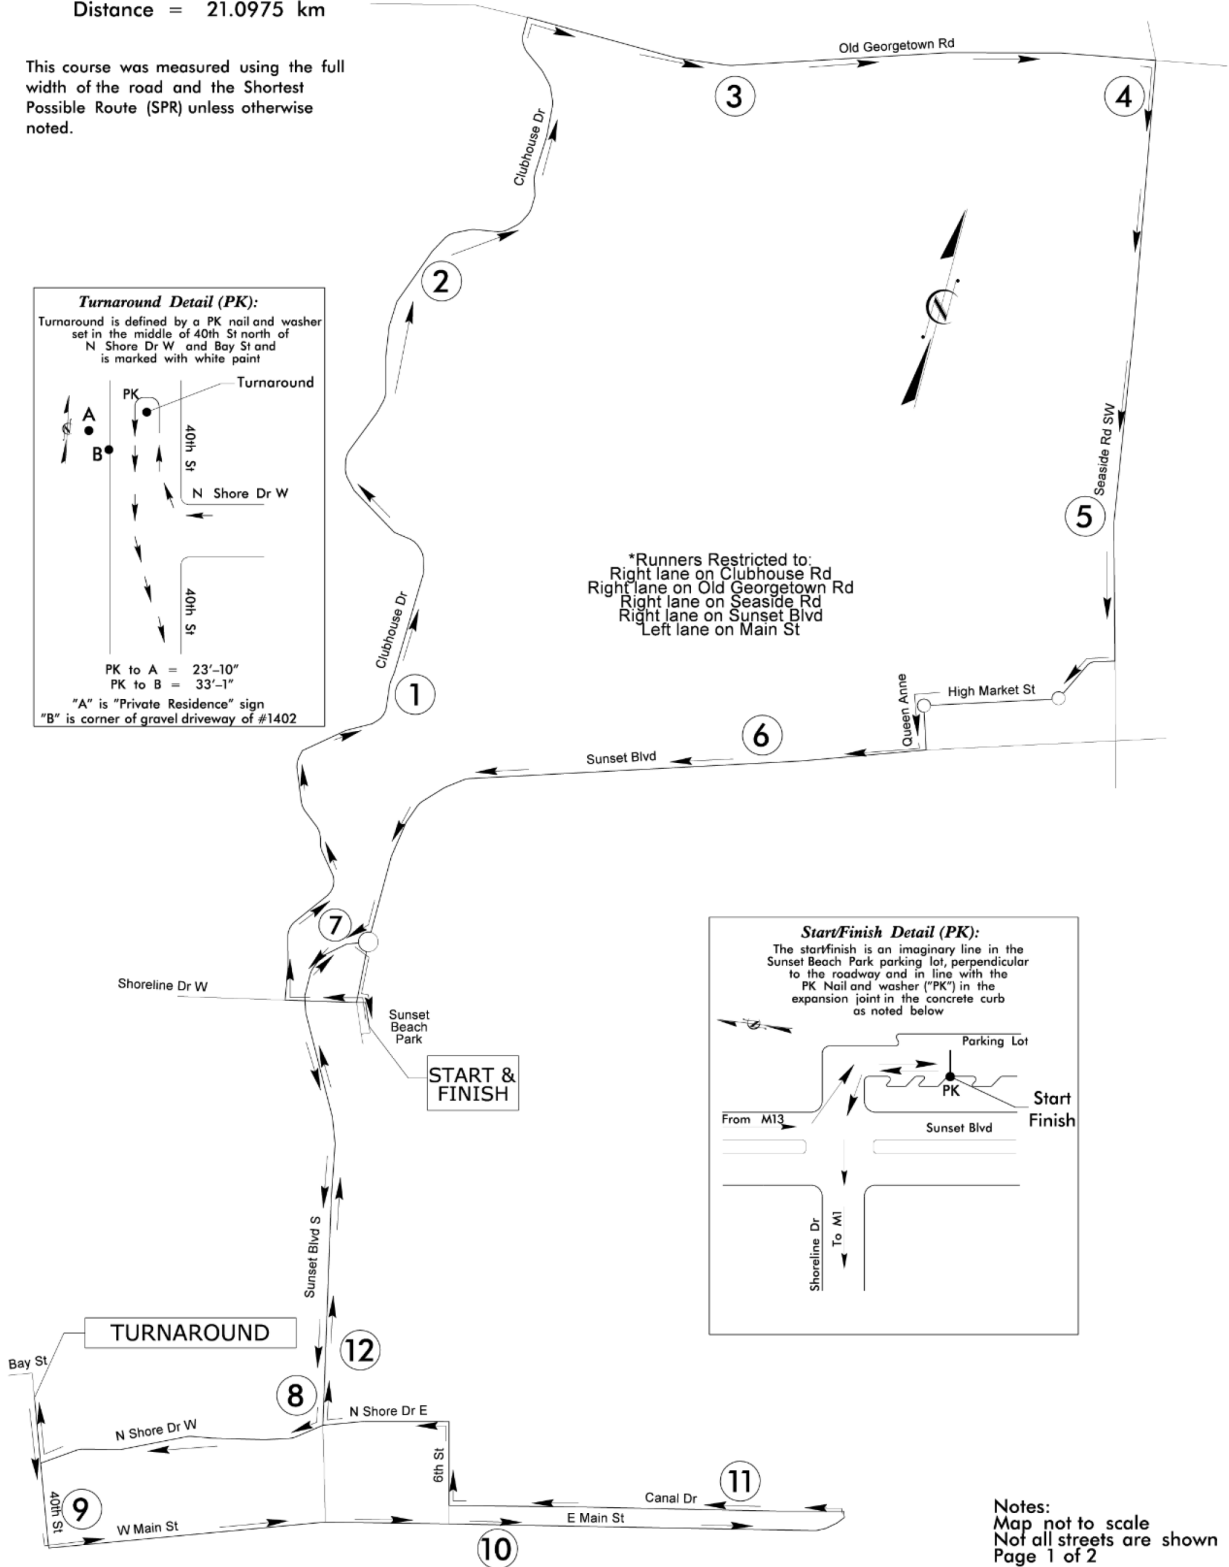 Distance = 21.0975 km
This course was measured using the full
width of the road and the Shortest
Possible Route (SPR) unless otherwise
noted.
Old Georgetown Rd
3
4
Clubhouse Dr
2
Turnaround Detail (PK):
Turnaround is defined by a PK nail and washer
set in the middle of 40th St north of
N Shore Dr W and Bay St and
is marked with white paint
Turnaround
PK
A
B
40th St
N Shore Dr W
40th St
PK to A = 23'–10"
PK to B = 33'–1"
"A" is "Private Residence" sign
"B" is corner of gravel driveway of #1402
N
Seaside Rd SW
5
*Runners Restricted to:
Right lane on Clubhouse Rd
Right lane on Old Georgetown Rd
Right lane on Seaside Rd
Right lane on Sunset Blvd
Left lane on Main St
Clubhouse Dr
1
High Market St
Queen Anne
6
Sunset Blvd
7
Shoreline Dr W
Sunset
Beach
Park
START &
FINISH
Start/Finish Detail (PK):
The start/finish is an imaginary line in the
Sunset Beach Park parking lot, perpendicular
to the roadway and in line with the
PK Nail and washer ("PK") in the
expansion joint in the concrete curb
as noted below
Parking Lot
PK
Start
Finish
From M13
Sunset Blvd
Shoreline Dr
To M1
Sunset Blvd S
TURNAROUND
12
Bay St
8
N Shore Dr W
N Shore Dr E
6th St
40th St
9
W Main St
11
Canal Dr
E Main St
10
Notes:
Map not to scale
Not all streets are shown
Page 1 of 2